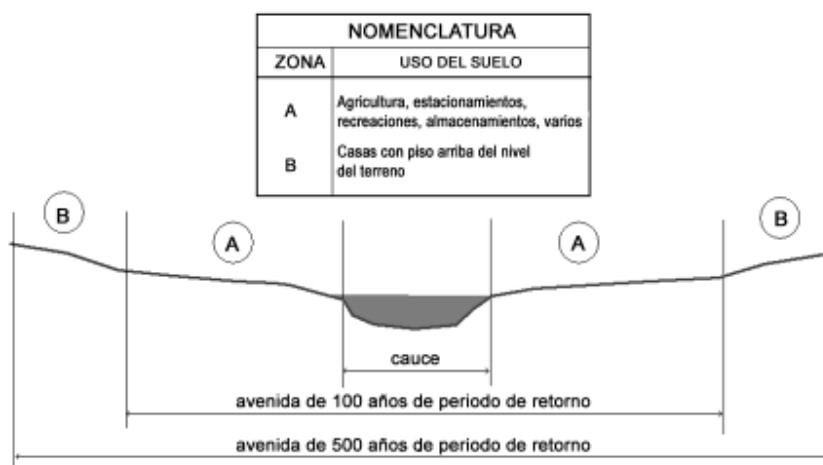 NOMENCLATURA
ZONA USO DEL SUELO
A Agricultura, estacionamientos,
recreaciones, almacenamientos, varios
B Casas con piso arriba del nivel
del terreno
B A A B
cauce
avenida de 100 años de periodo de retorno
avenida de 500 años de periodo de retorno